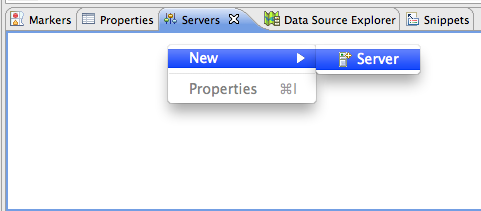 Markers Properties Servers Data Source Explorer Snippets
New Server
Properties ⌘I